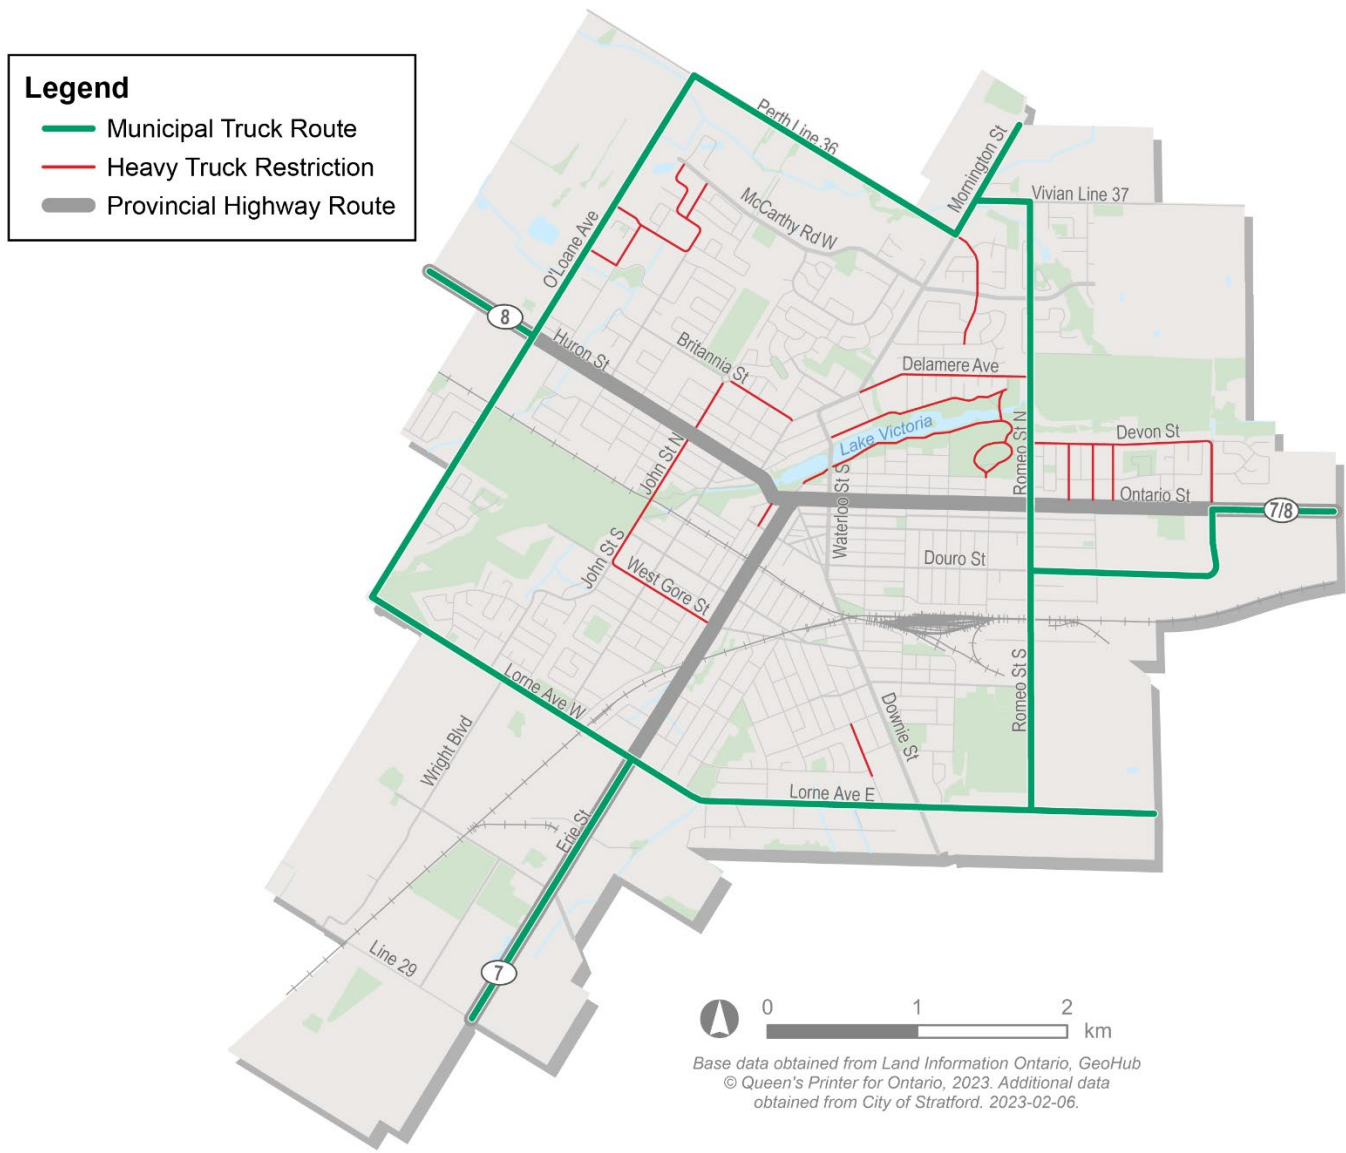 Legend
Municipal Truck Route
Heavy Truck Restriction
Provincial Highway Route
Perth Line 36
Mornington St
Vivian Line 37
McCarthy Rd W
O'Loane Ave
8
Huron St
Britannia St
Delamere Ave
Lake Victoria
Romeo St N
Devon St
John St N
Waterloo St S
Ontario St
7/8
John St S
West Gore St
Douro St
Lorne Ave W
Romeo St S
Downie St
Wright Blvd
Lorne Ave E
Erie St
Line 29
7
0 1 2
km
Base data obtained from Land Information Ontario, GeoHub
© Queen's Printer for Ontario, 2023. Additional data
obtained from City of Stratford. 2023-02-06.